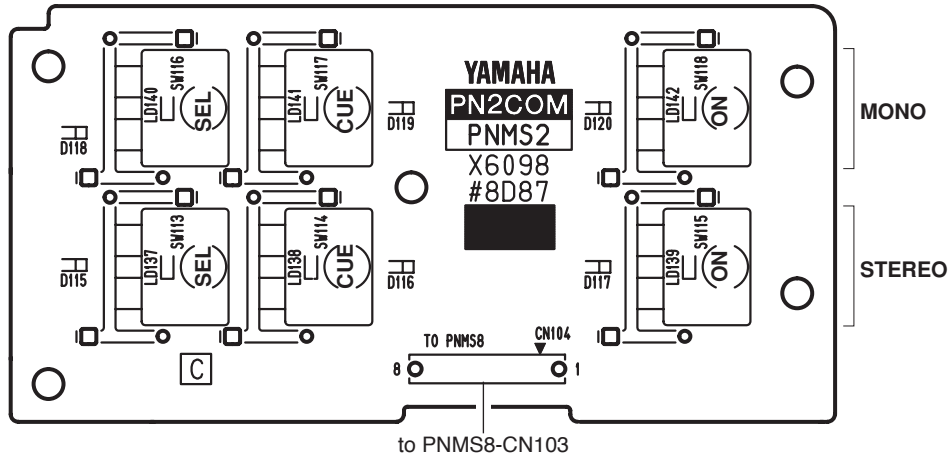 YAMAHA
PN2COM
PNMS2
X6098
#8D87
LD140
SW116
SEL
LD141
SW117
CUE
LD142
SW118
ON
D118
D119
D120
MONO
LD137
SW113
SEL
LD138
SW114
CUE
LD139
SW115
ON
D115
D116
D117
STEREO
TO PNMS8
CN104
8
1
C
to PNMS8-CN103